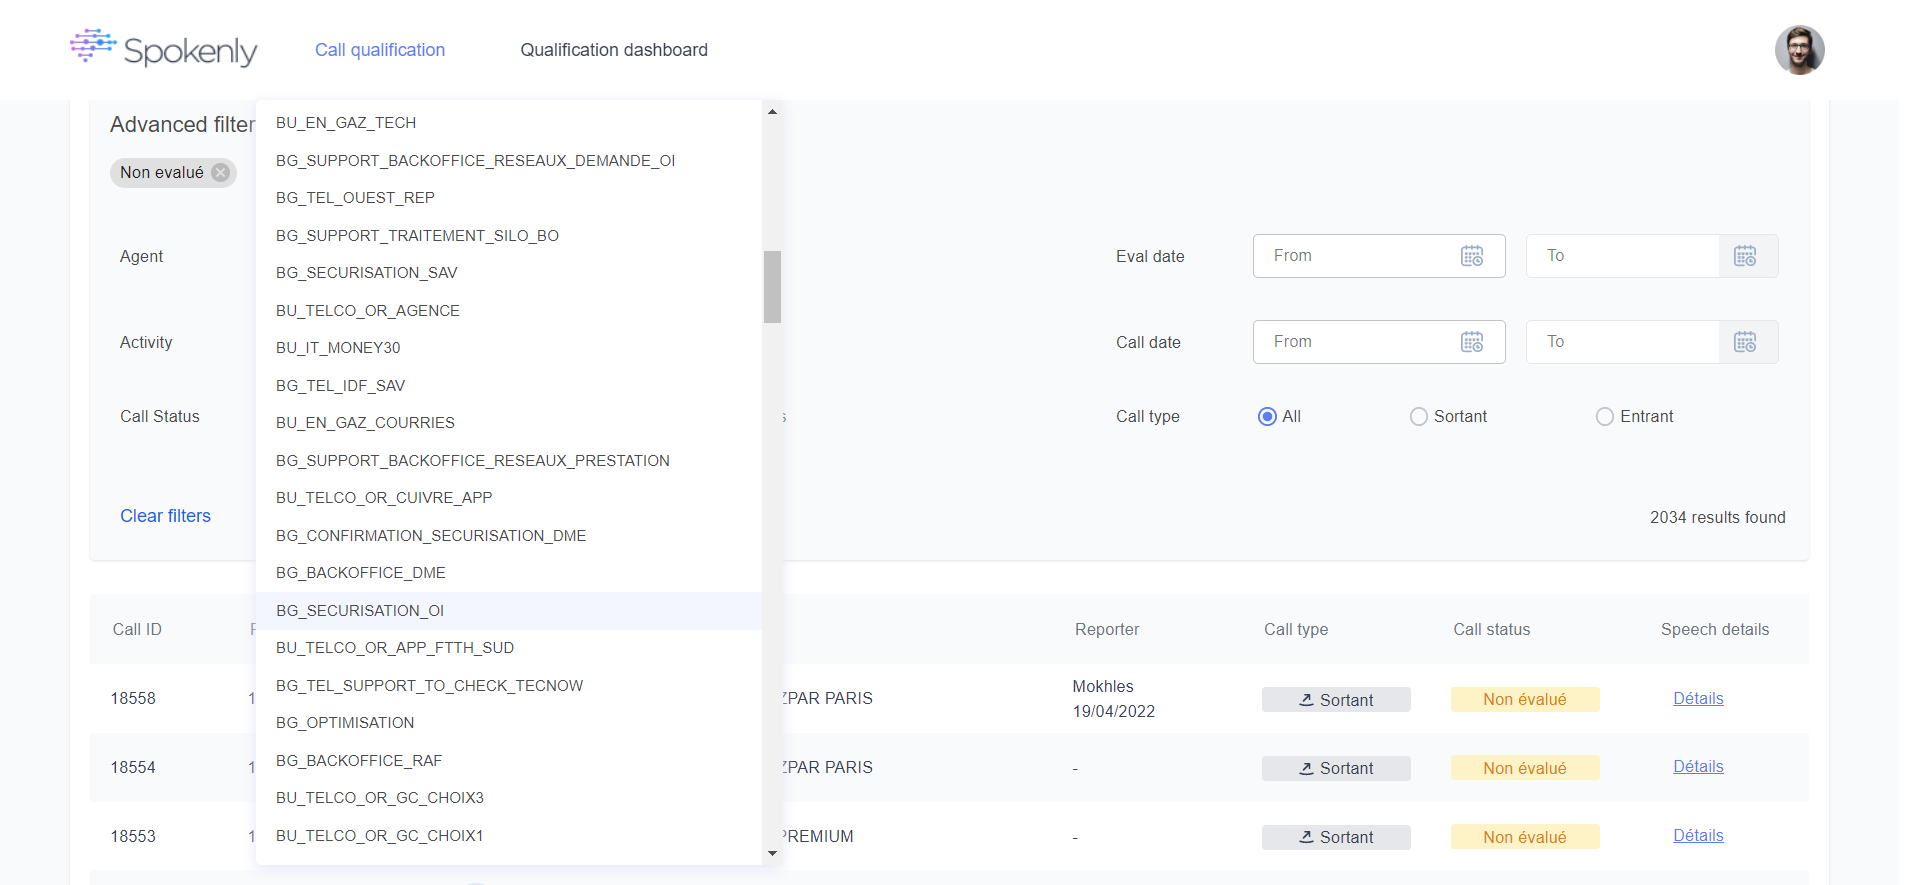 Spokenly
Call qualification
Qualification dashboard
Advanced filter
Non evalué
Agent
Activity
Call Status
Clear filters
BU_EN_GAZ_TECH
BG_SUPPORT_BACKOFFICE_RESEAUX_DEMANDE_OI
BG_TEL_OUEST_REP
BG_SUPPORT_TRAITEMENT_SILO_BO
BG_SECURISATION_SAV
BU_TELCO_OR_AGENCE
BU_IT_MONEY30
BG_TEL_IDF_SAV
BU_EN_GAZ_COURRIES
BG_SUPPORT_BACKOFFICE_RESEAUX_PRESTATION
BU_TELCO_OR_CUIVRE_APP
BG_CONFIRMATION_SECURISATION_DME
BG_BACKOFFICE_DME
BG_SECURISATION_OI
BU_TELCO_OR_APP_FTTH_SUD
BG_TEL_SUPPORT_TO_CHECK_TECNOW
BG_OPTIMISATION
BG_BACKOFFICE_RAF
BU_TELCO_OR_GC_CHOIX3
BU_TELCO_OR_GC_CHOIX1
Eval date From To
Call date From To
Call type All Sortant Entrant
2034 results found
Call ID Reporter Call type Call status Speech details
18558 1 PAR PARIS Mokhles 19/04/2022 Sortant Non évalué Détails
18554 1 PAR PARIS - Sortant Non évalué Détails
18553 1 PREMIUM - Sortant Non évalué Détails